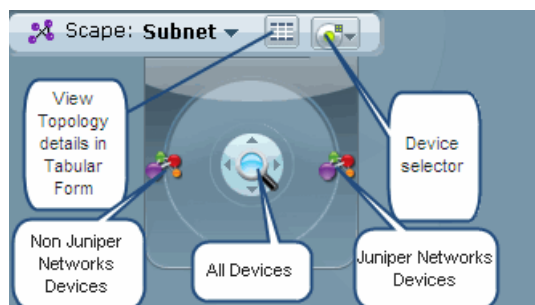 Scape: Subnet
View
Topology
details in
Tabular
Form
Device
selector
Non Juniper
Networks
Devices
All Devices
Juniper Networks
Devices